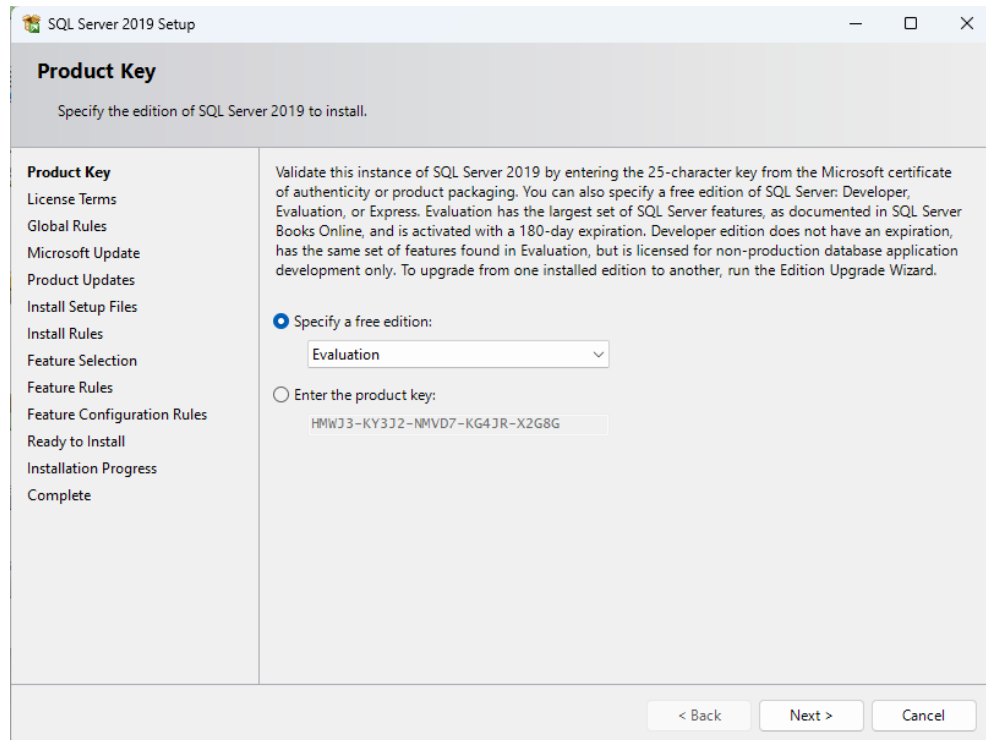 SQL Server 2019 Setup
Product Key
Specify the edition of SQL Server 2019 to install.
Product Key
License Terms
Global Rules
Microsoft Update
Product Updates
Install Setup Files
Install Rules
Feature Selection
Feature Rules
Feature Configuration Rules
Ready to Install
Installation Progress
Complete
Validate this instance of SQL Server 2019 by entering the 25-character key from the Microsoft certificate
of authenticity or product packaging. You can also specify a free edition of SQL Server: Developer,
Evaluation, or Express. Evaluation has the largest set of SQL Server features, as documented in SQL Server
Books Online, and is activated with a 180-day expiration. Developer edition does not have an expiration,
has the same set of features found in Evaluation, but is licensed for non-production database application
development only. To upgrade from one installed edition to another, run the Edition Upgrade Wizard.
Specify a free edition:
Evaluation
Enter the product key:
HMWJ3-KY3J2-NMVD7-KG4JR-X2G8G
< Back
Next >
Cancel